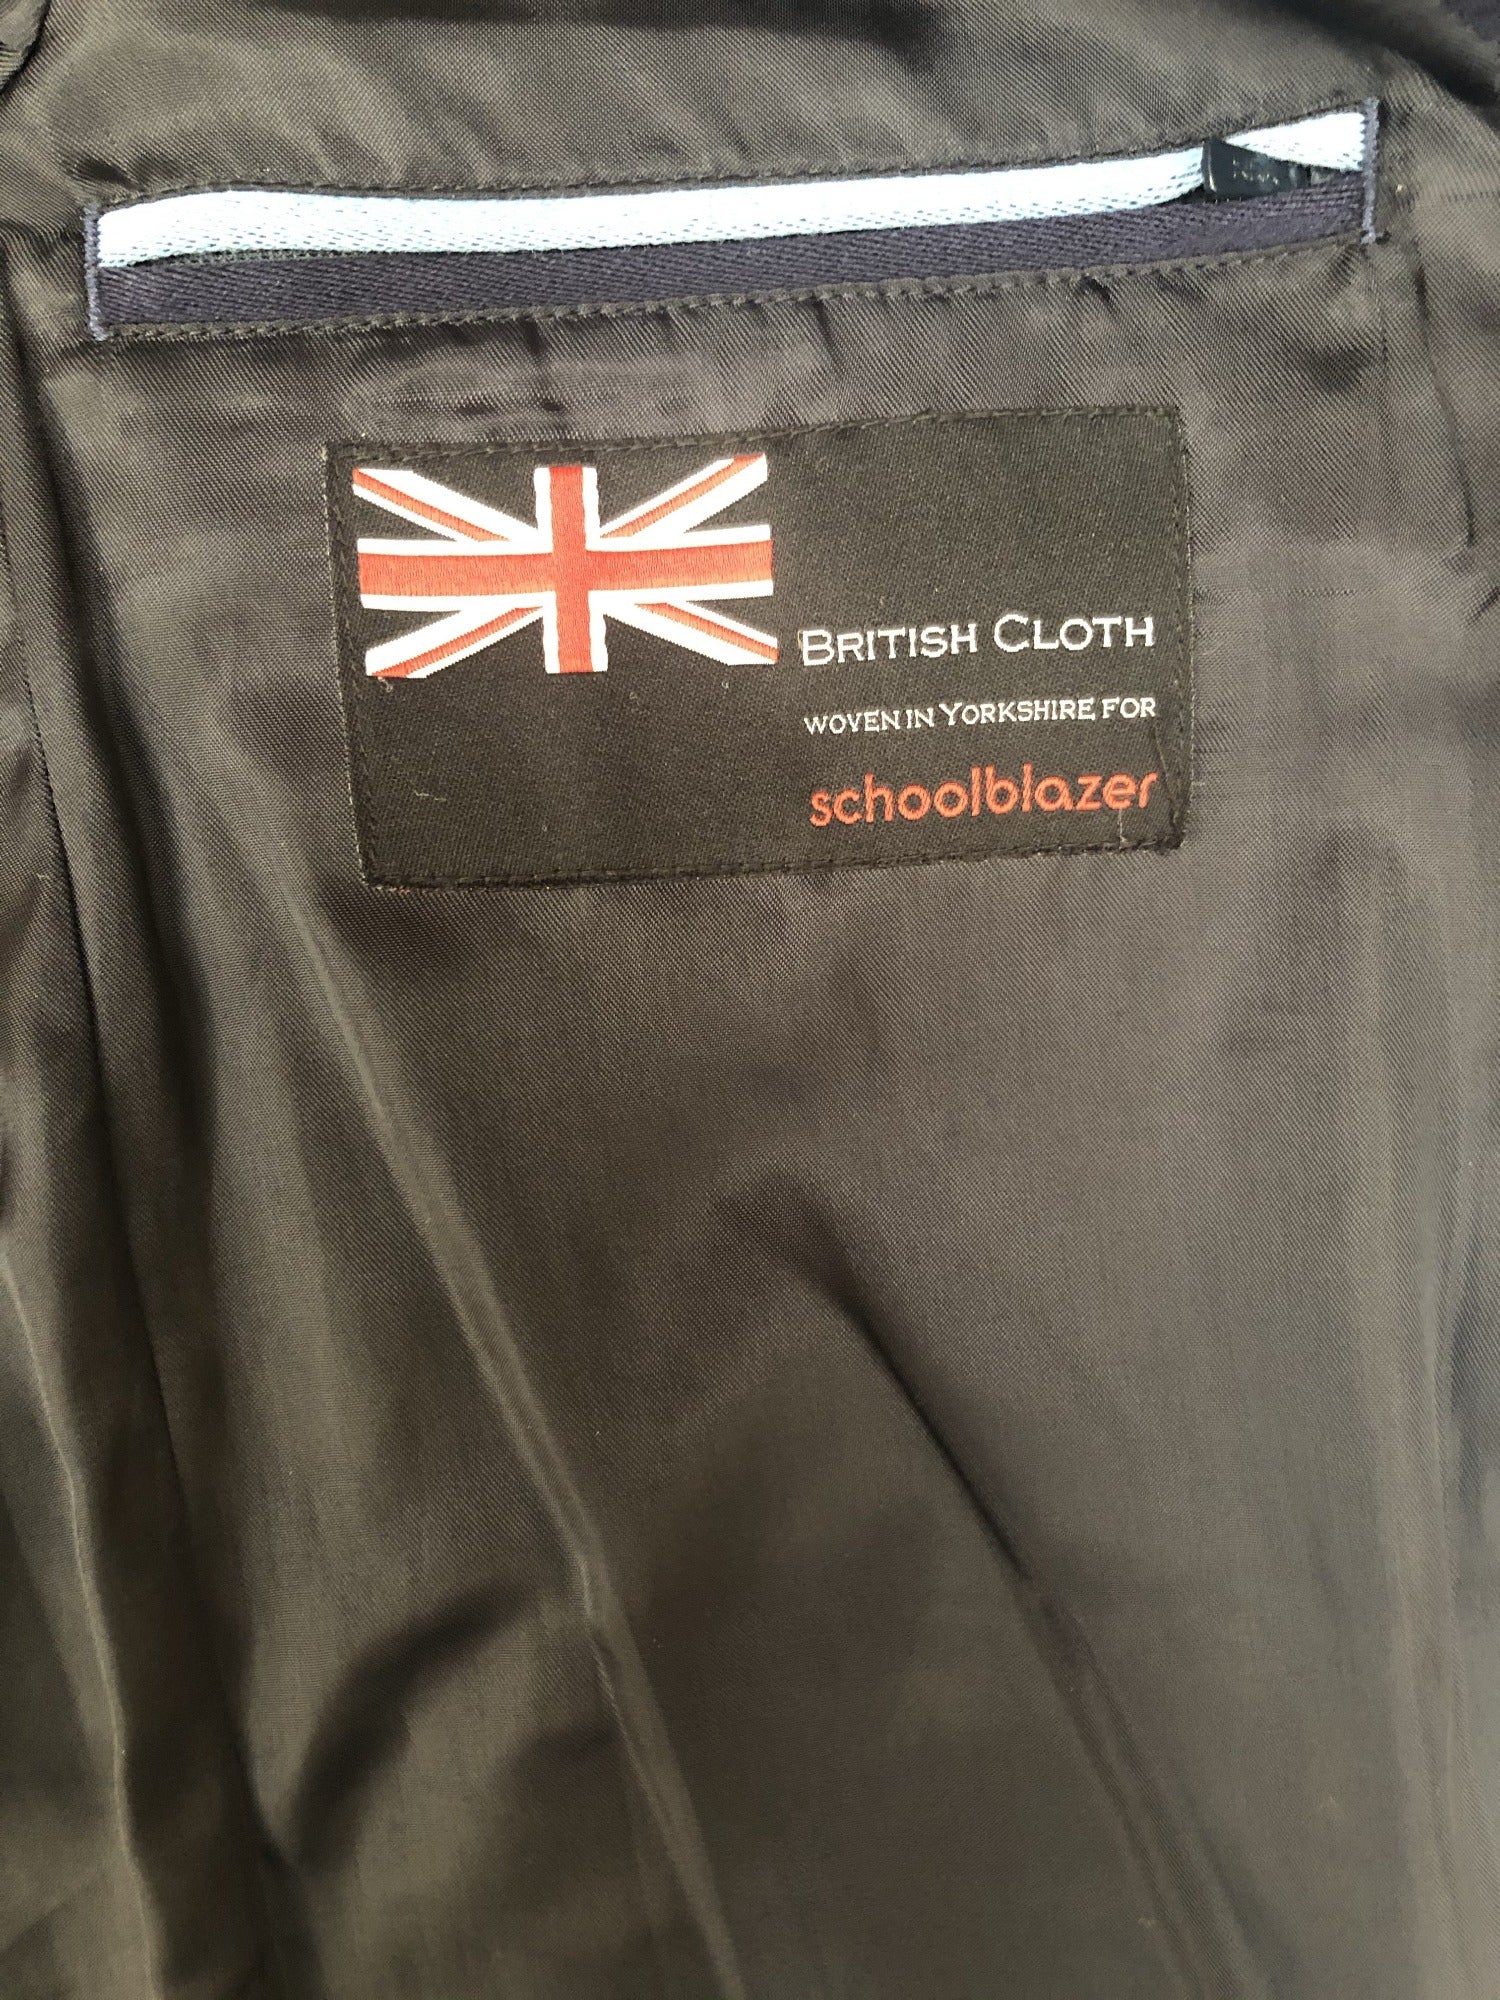 BRITISH CLOTH
WOVEN IN YORKSHIRE FOR
schoolblazer